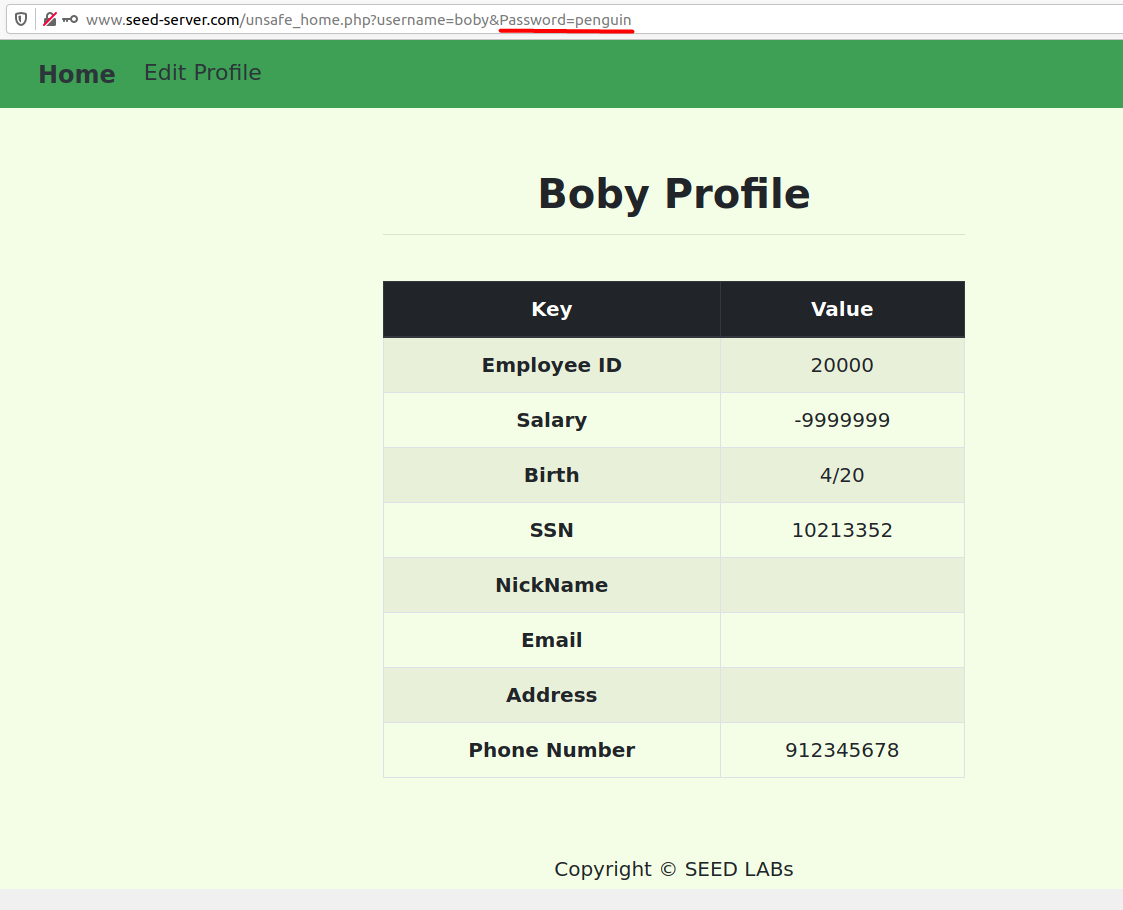 www.seed-server.com/unsafe_home.php?username=boby&Password=penguin
Home Edit Profile
Boby Profile
Key Value
Employee ID 20000
Salary -9999999
Birth 4/20
SSN 10213352
NickName
Email
Address
Phone Number 912345678
Copyright © SEED LABs